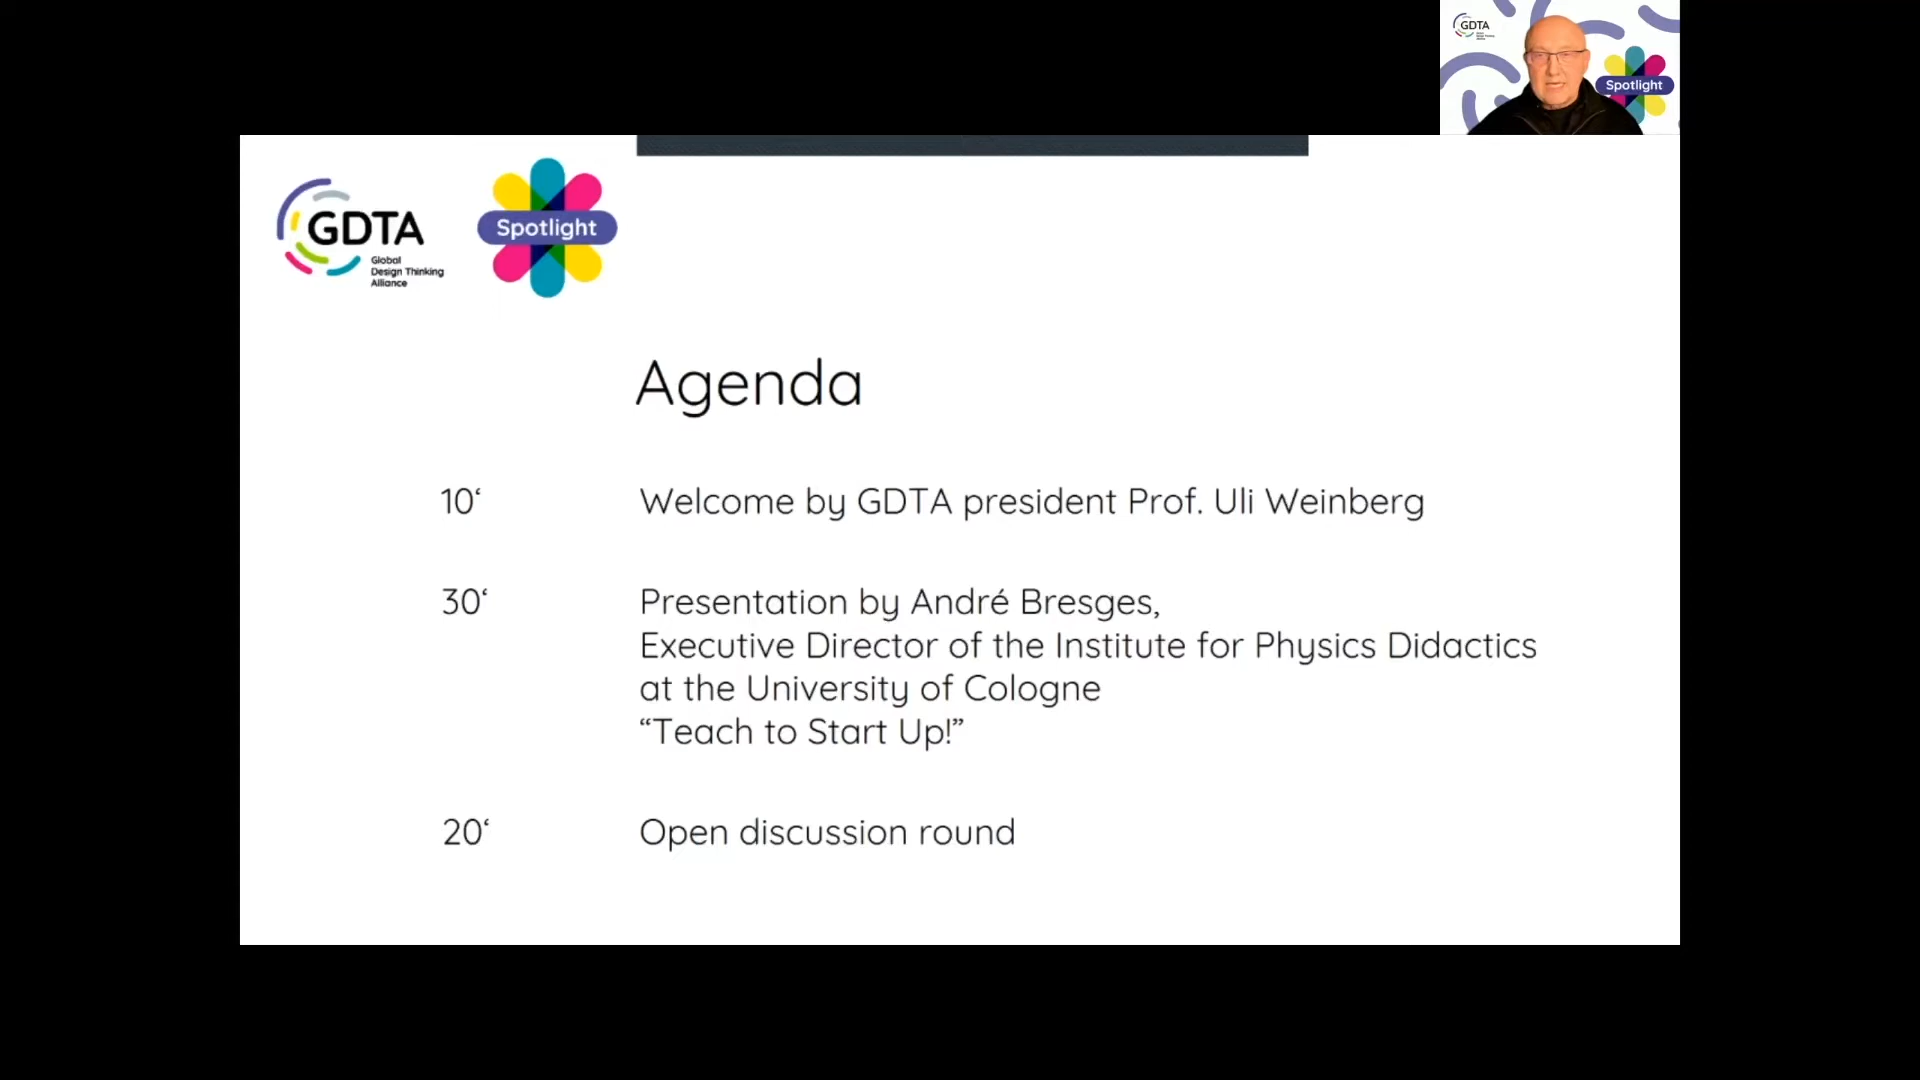 GDTA
Spotlight
GDTA
Global
Design Thinking
Alliance
Spotlight
Agenda
10‘
Welcome by GDTA president Prof. Uli Weinberg
30‘
Presentation by André Bresges,
Executive Director of the Institute for Physics Didactics
at the University of Cologne
“Teach to Start Up!”
20‘
Open discussion round